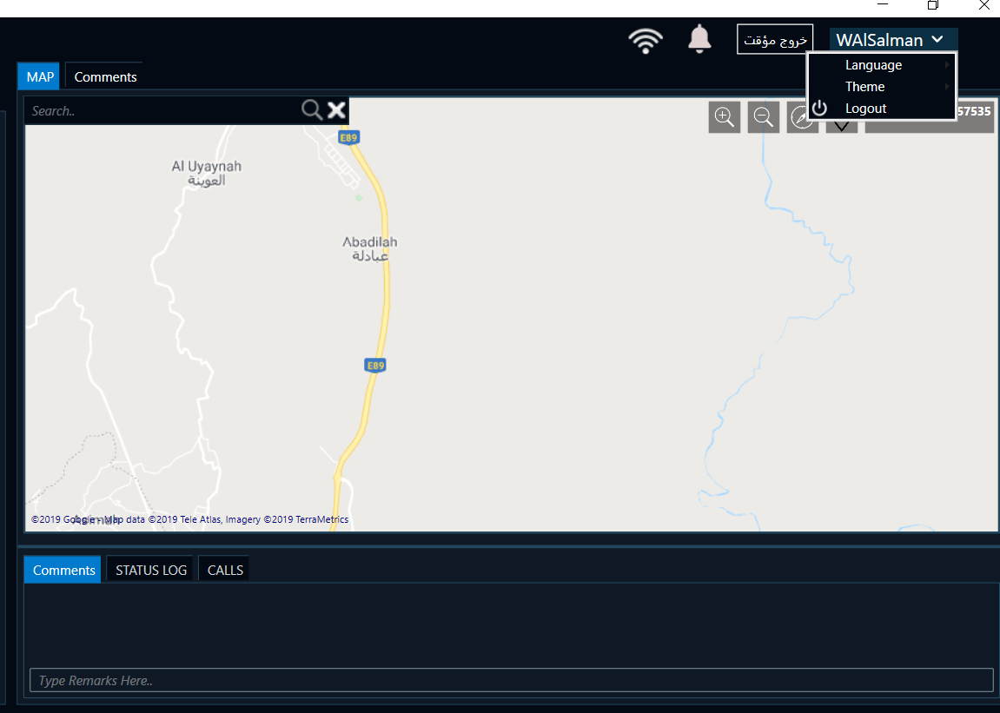 خروج مؤقت
WAlSalman
Language
Theme
Logout
MAP
Comments
Search..
57535
E89
Al Uyaynah
العوينة
Abadilah
عبادلة
E89
©2019 Google - Map data ©2019 Tele Atlas, Imagery ©2019 TerraMetrics
Comments
STATUS LOG
CALLS
Type Remarks Here..